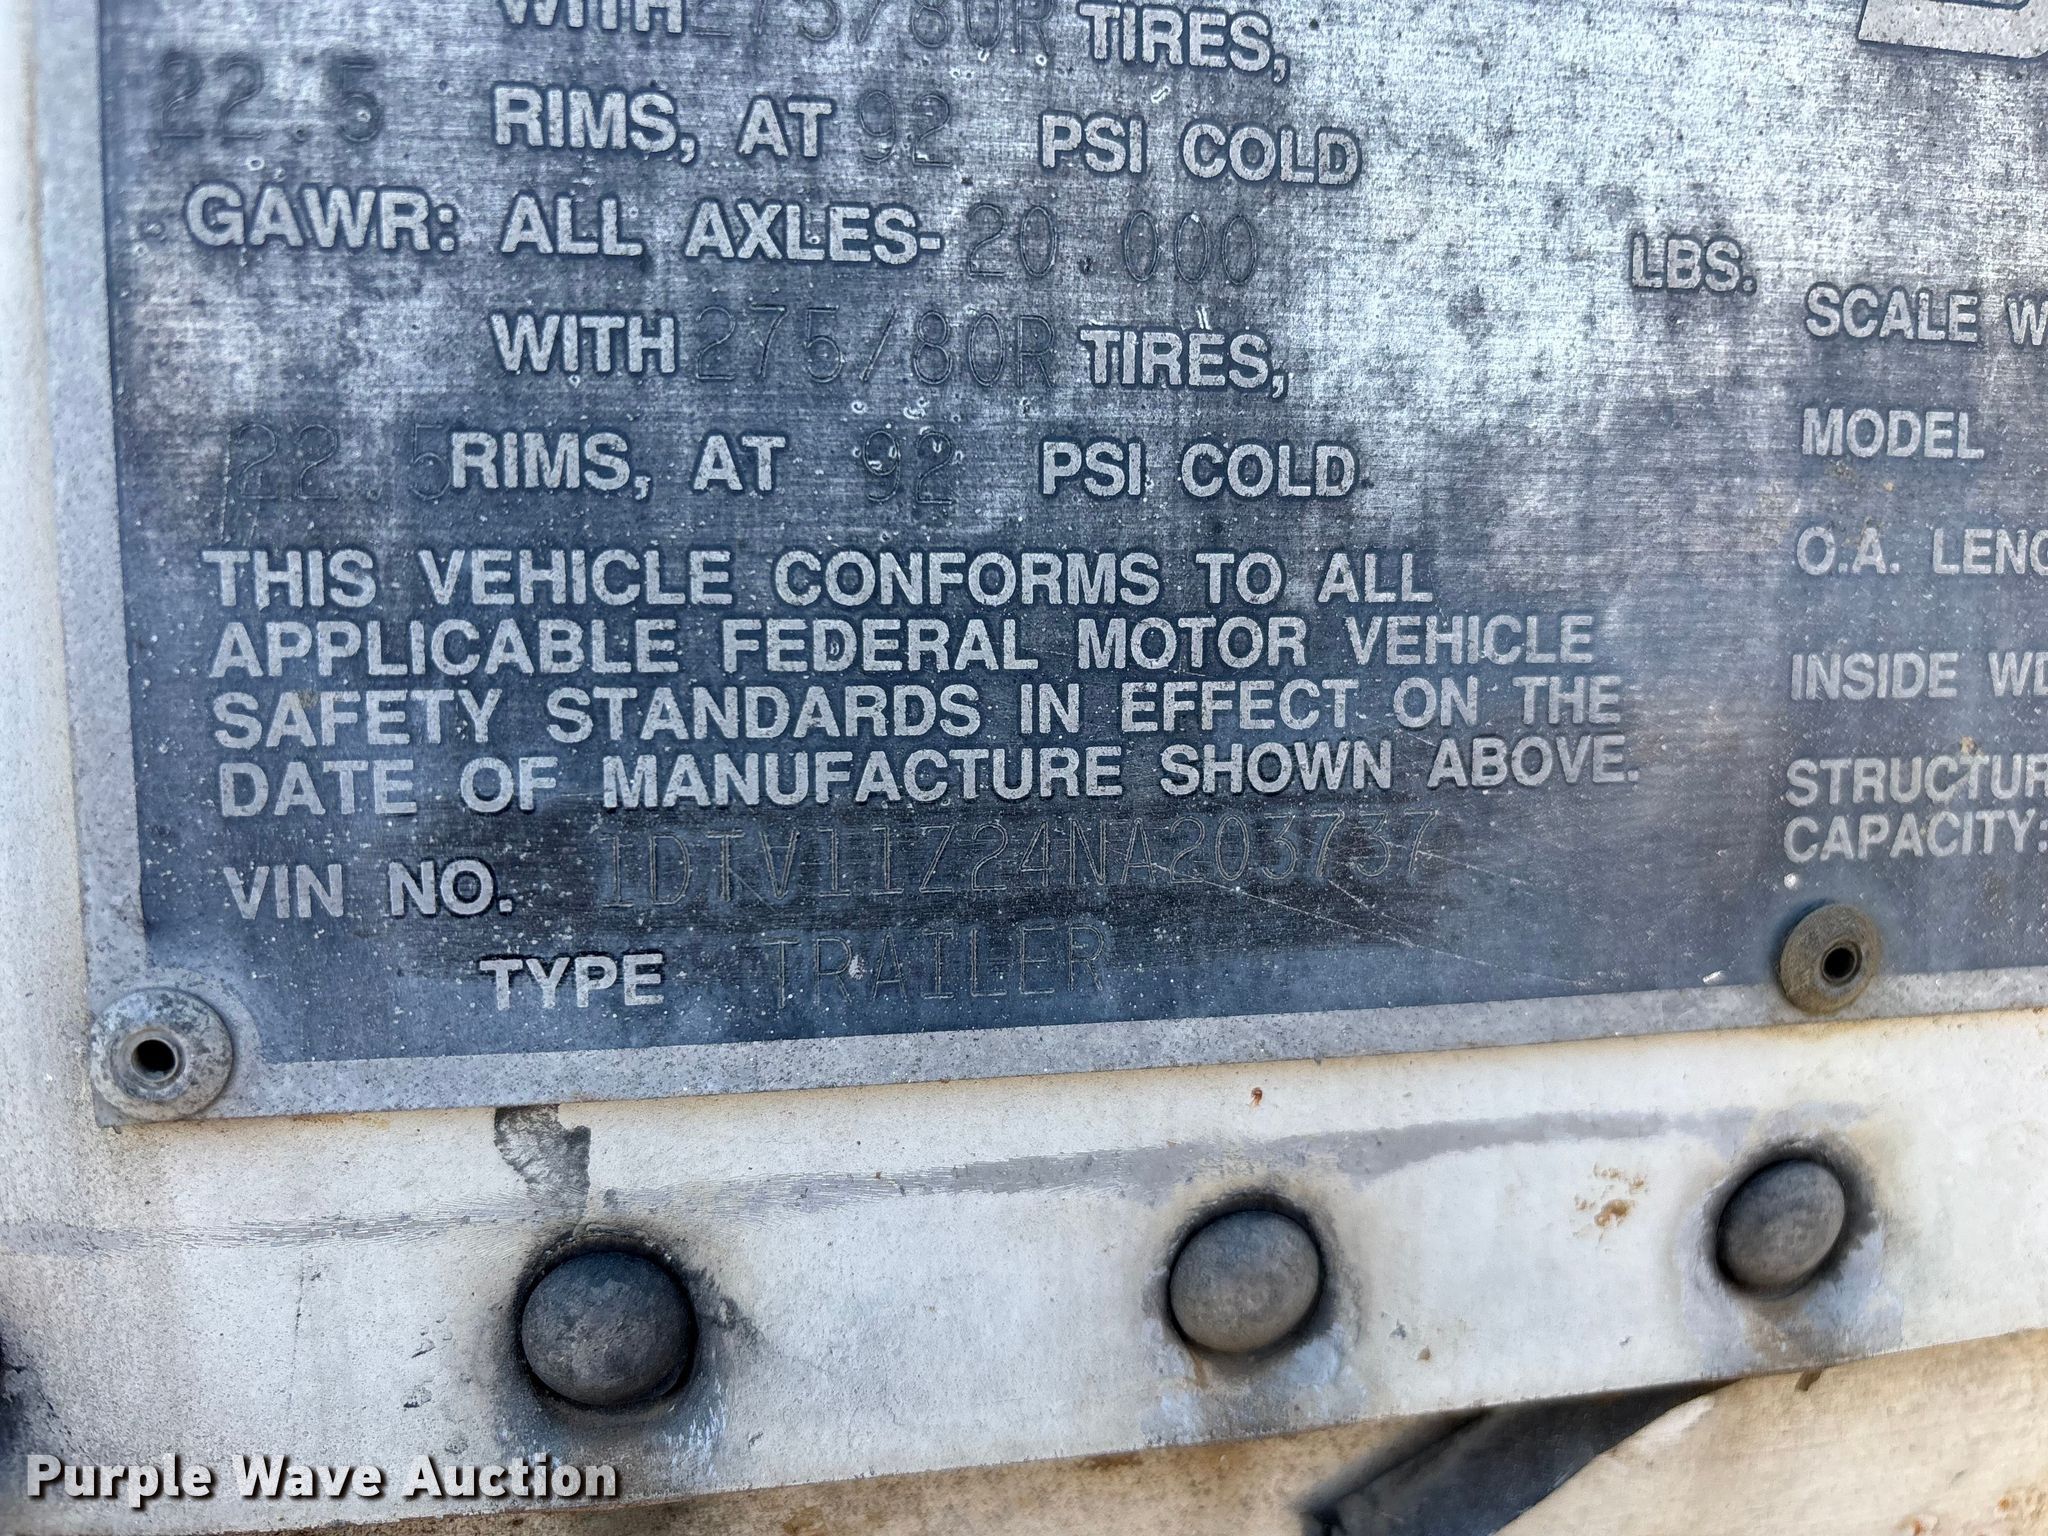 WITH 275/80R TIRES,
22.5 RIMS, AT 92 PSI COLD
GAWR: ALL AXLES- 20.000 LBS.
WITH 275/80R TIRES,
22.5 RIMS, AT 92 PSI COLD
THIS VEHICLE CONFORMS TO ALL
APPLICABLE FEDERAL MOTOR VEHICLE
SAFETY STANDARDS IN EFFECT ON THE
DATE OF MANUFACTURE SHOWN ABOVE.
VIN NO. 1DTV11Z24NA203737
TYPE TRAILER
SCALE W
MODEL
O.A. LENG
INSIDE WD
STRUCTUR
CAPACITY:
Purple Wave Auction